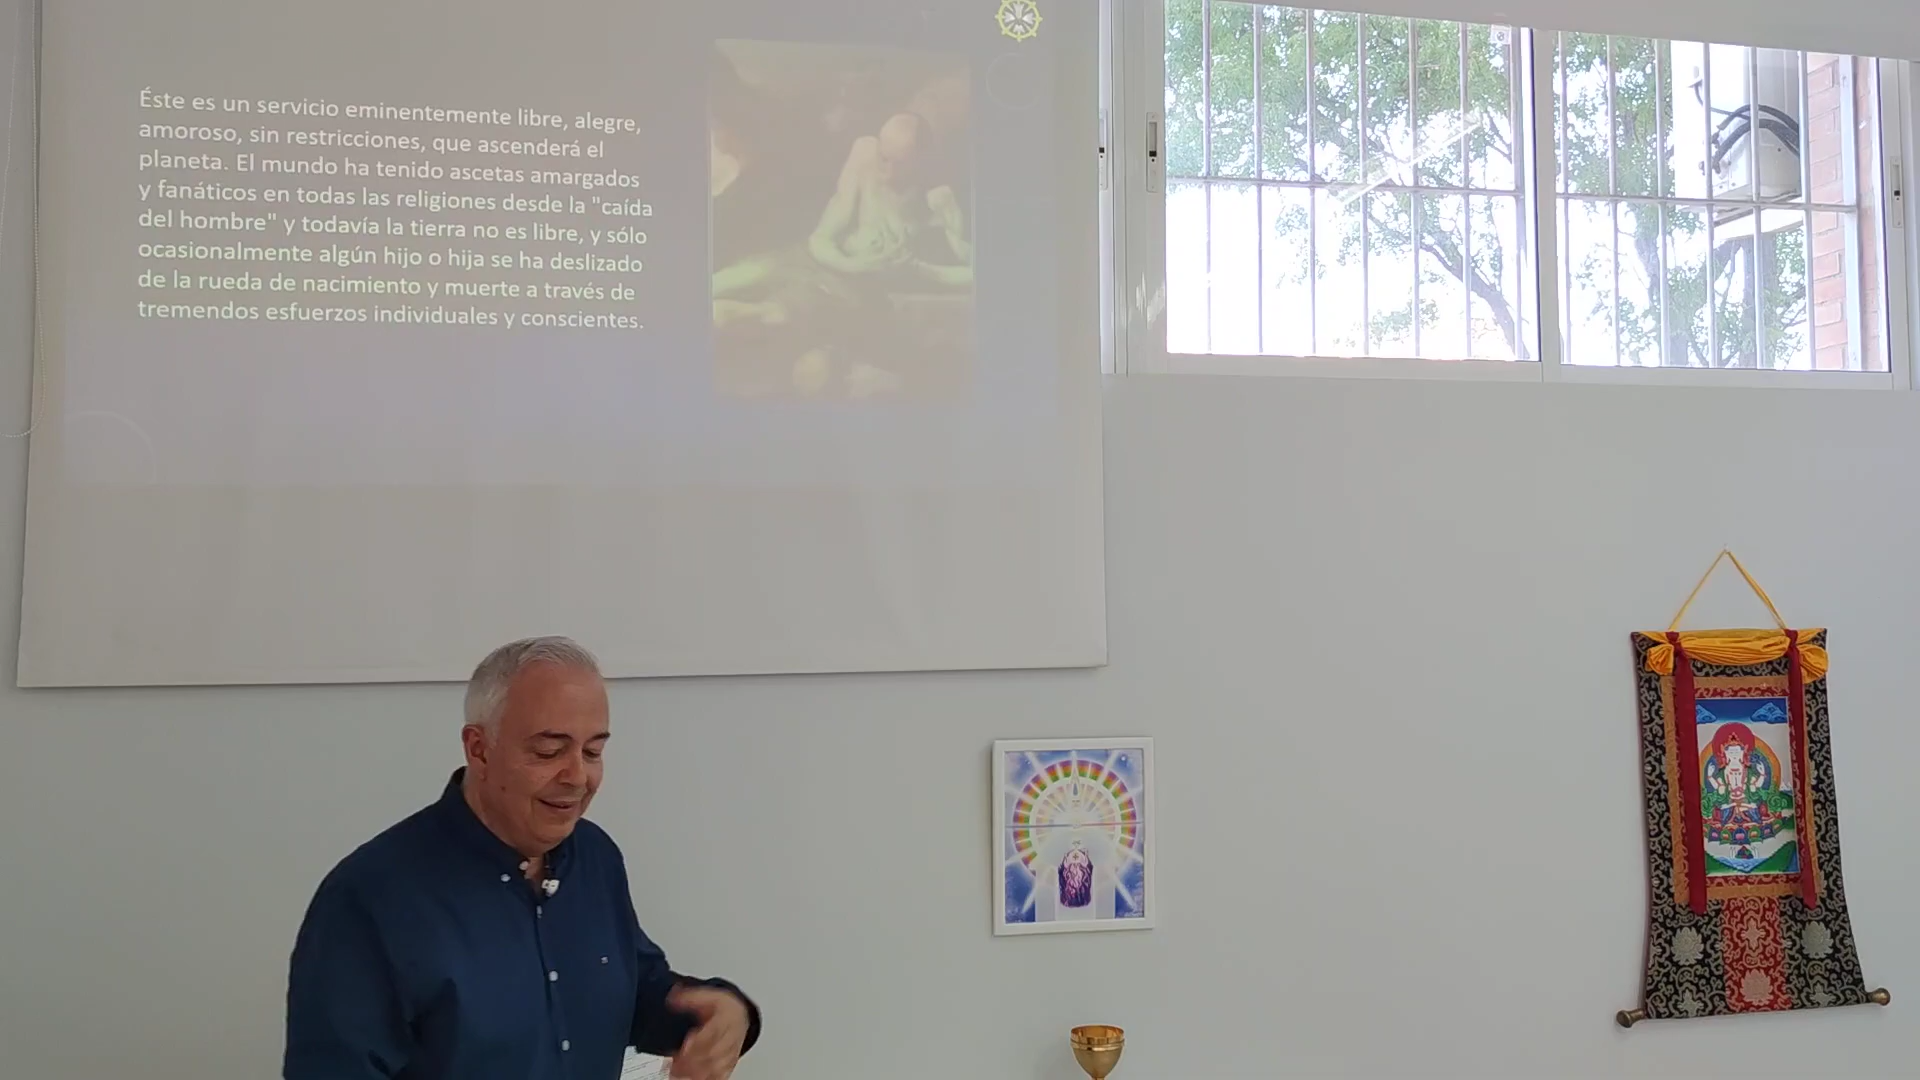 Éste es un servicio eminentemente libre, alegre,
amoroso, sin restricciones, que ascenderá el
planeta. El mundo ha tenido ascetas amargados
y fanáticos en todas las religiones desde la "caída
del hombre" y todavía la tierra no es libre, y sólo
ocasionalmente algún hijo o hija se ha deslizado
de la rueda de nacimiento y muerte a través de
tremendos esfuerzos individuales y conscientes.